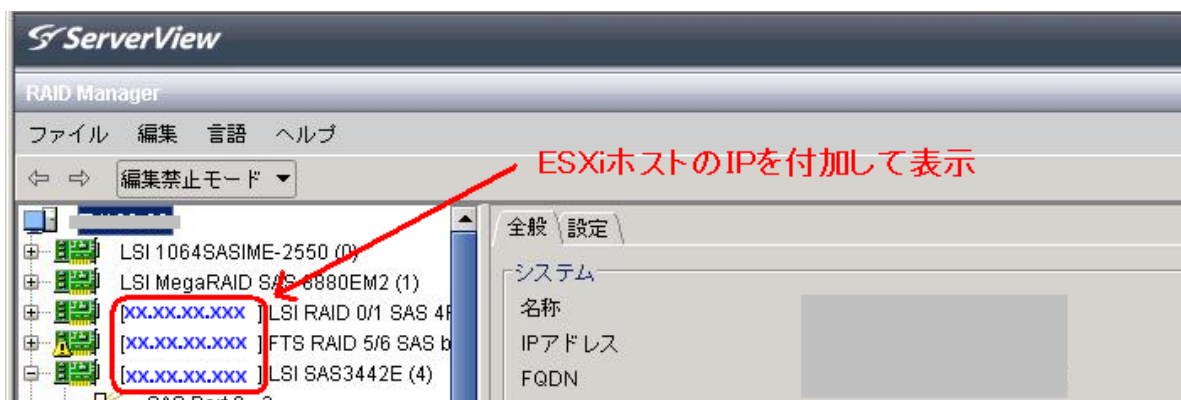 ServerView
RAID Manager
ファイル 編集 言語 ヘルプ
ESXiホストのIPを付加して表示
編集禁止モード
全般 設定
LSI 1064SASIME-2550 (0)
システム
LSI MegaRAID SAS 8880EM2 (1)
名称
[xx.xx.xx.xxx ] LSI RAID 0/1 SAS
[xx.xx.xx.xxx ] FTS RAID 5/6 SAS
IPアドレス
[xx.xx.xx.xxx ] LSI SAS3442E (4)
FQDN